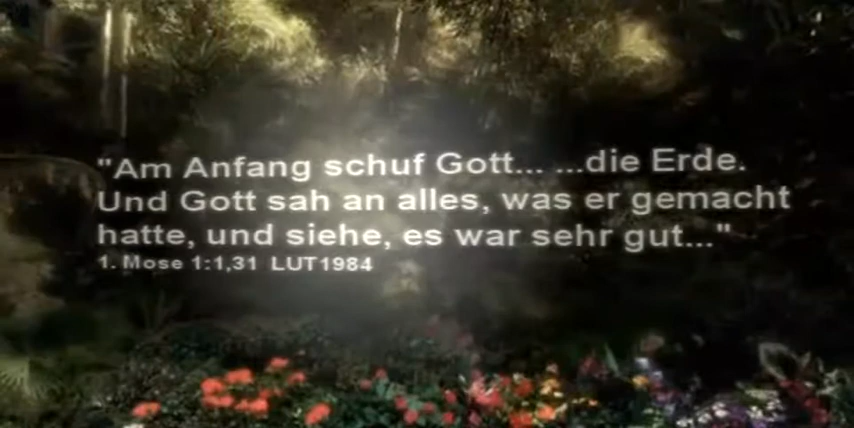 "Am Anfang schuf Gott... ...die Erde.
Und Gott sah an alles, was er gemacht
hatte, und siehe, es war sehr gut..."
1. Mose 1:1,31 LUT1984